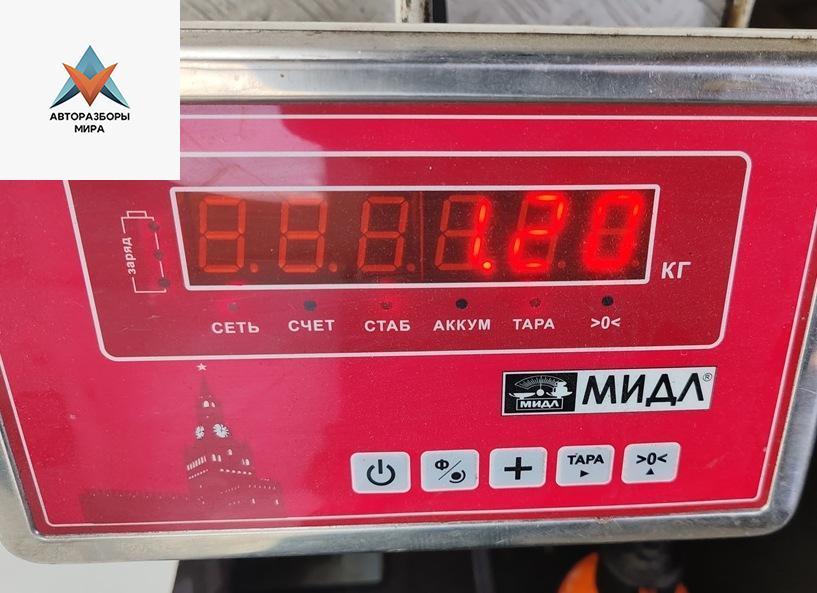 АВТОРАЗБОРЫ
МИРА
заряд
1.20
КГ
СЕТЬ СЧЕТ СТАБ АККУМ ТАРА >0<
МИДЛ МИДЛ®
Ф ТАРА >0<